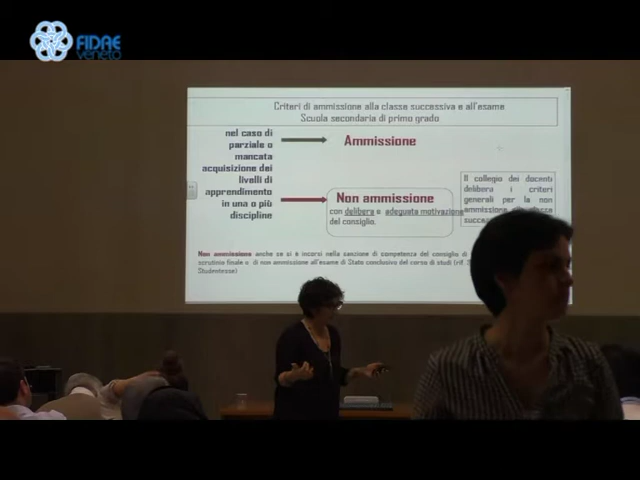 FIDAE
veneto
Criteri di ammissione alla classe successiva e all'esame
Scuola secondaria di primo grado
nel caso di
parziale o
mancata
acquisizione dei
livelli di
apprendimento
in una o più
discipline
Ammissione
Non ammissione
con delibera e adeguata motivazione
del consiglio.
Il collegio dei docenti
delibera i criteri
generali per la non
ammissione alla classe
Non ammissione anche se si è incorsi nella sanzione di competenza del consiglio di
scrutinio finale o di non ammissione all'esame di Stato conclusivo del corso di studi (rif
Studentesse)